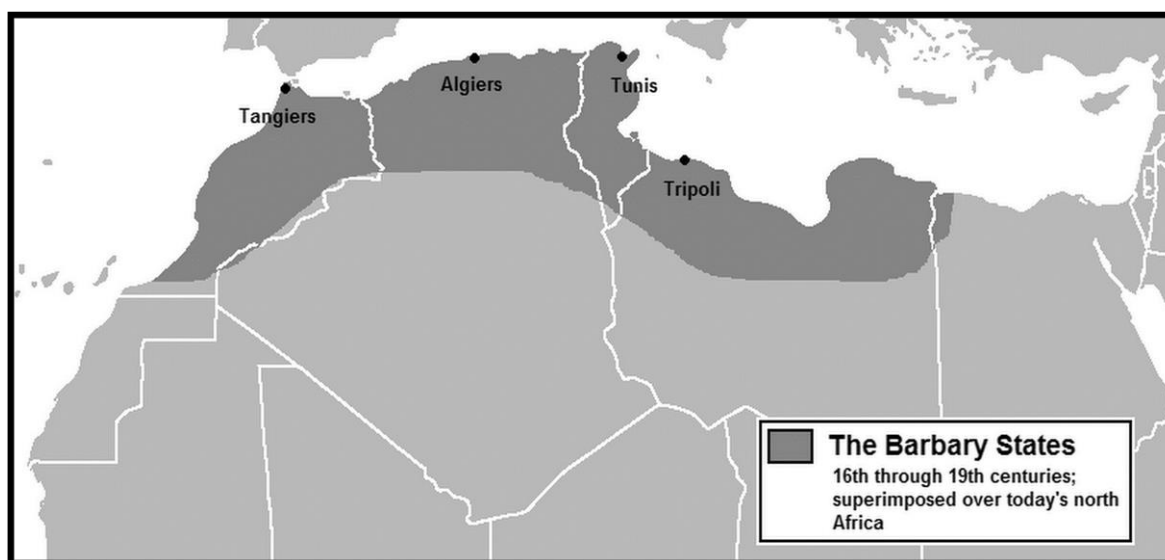 Algiers
Tunis
Tangiers
Tripoli
The Barbary States
16th through 19th centuries;
superimposed over today's north
Africa